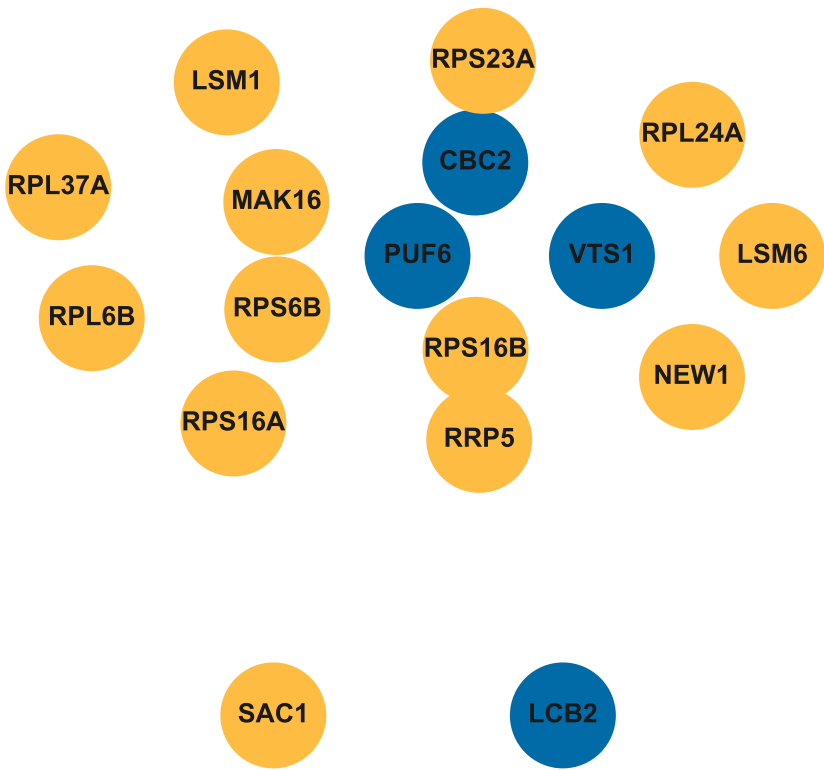 RPS23A
LSM1
RPL24A
CBC2
RPL37A
MAK16
PUF6
VTS1
LSM6
RPS6B
RPL6B
RPS16B
NEW1
RPS16A
RRP5
SAC1
LCB2